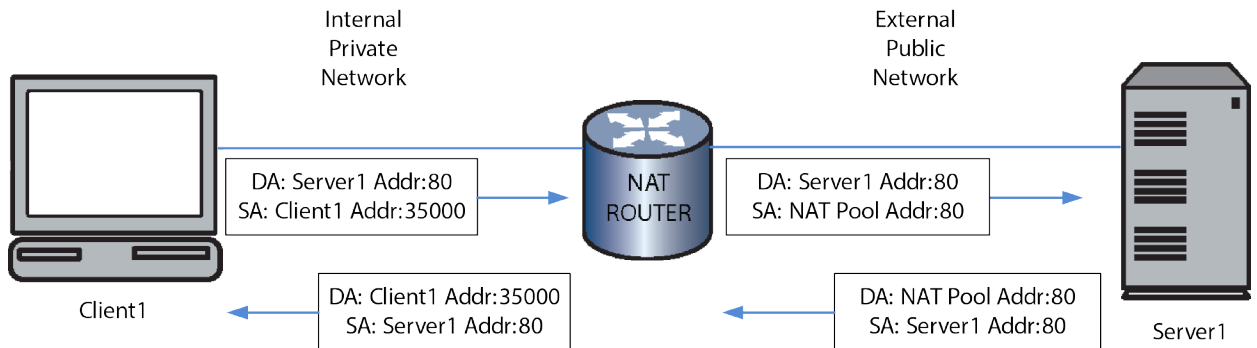 Internal
Private
Network
External
Public
Network
DA: Server1 Addr:80
SA: Client1 Addr:35000
NAT
ROUTER
DA: Server1 Addr:80
SA: NAT Pool Addr:80
Client1
DA: Client1 Addr:35000
SA: Server1 Addr:80
DA: NAT Pool Addr:80
SA: Server1 Addr:80
Server1